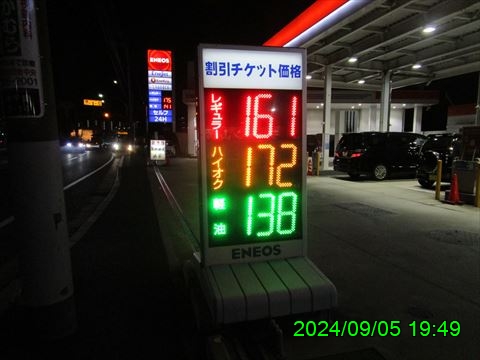 ENEOS
セルフ
24H
割引チケット価格
レギュラー 161
ハイオク 172
軽油 138
ENEOS
2024/09/05 19:49